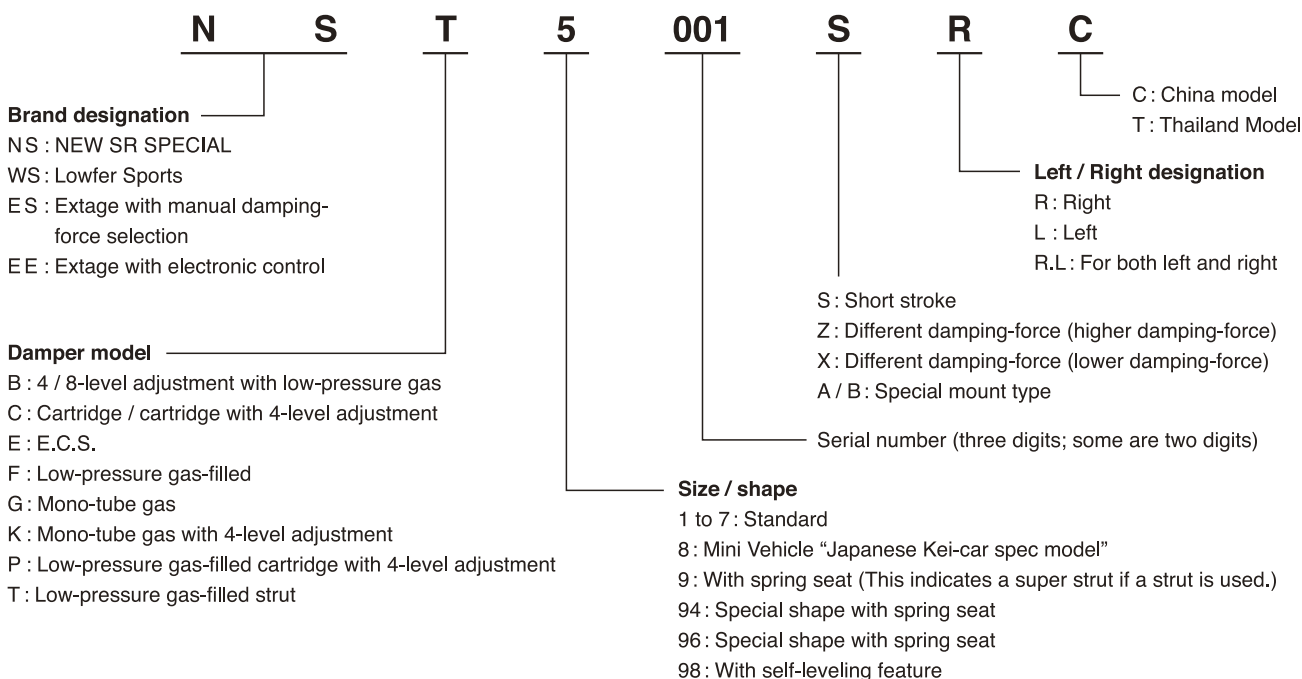 N S T 5 001 S R C
C : China model
T : Thailand Model
Brand designation
NS : NEW SR SPECIAL
WS : Lowfer Sports
ES : Extage with manual damping-
force selection
EE : Extage with electronic control
Left / Right designation
R : Right
L : Left
R.L : For both left and right
S : Short stroke
Z : Different damping-force (higher damping-force)
X : Different damping-force (lower damping-force)
A / B : Special mount type
Damper model
B : 4 / 8-level adjustment with low-pressure gas
C : Cartridge / cartridge with 4-level adjustment
E : E.C.S.
F : Low-pressure gas-filled
G : Mono-tube gas
K : Mono-tube gas with 4-level adjustment
P : Low-pressure gas-filled cartridge with 4-level adjustment
T : Low-pressure gas-filled strut
Serial number (three digits; some are two digits)
Size / shape
1 to 7 : Standard
8 : Mini Vehicle “Japanese Kei-car spec model”
9 : With spring seat (This indicates a super strut if a strut is used.)
94 : Special shape with spring seat
96 : Special shape with spring seat
98 : With self-leveling feature